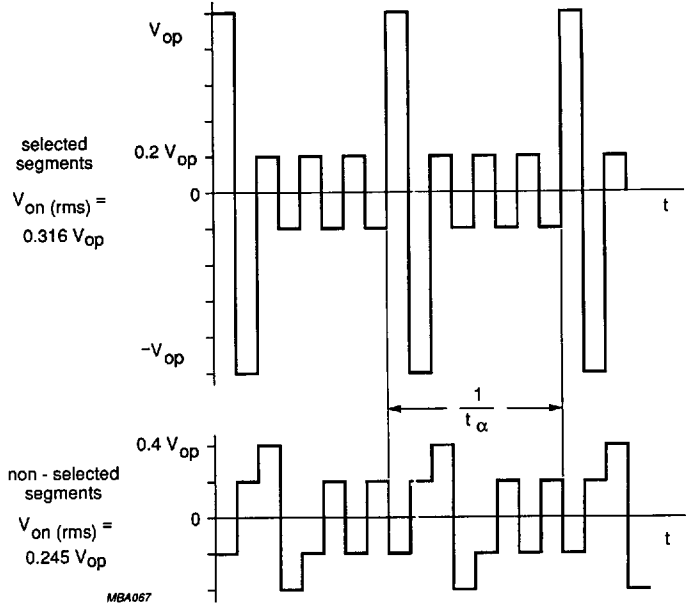 V_op
selected
segments
0.2 V_op
V_on (rms) =
0.316 V_op
0
t
−V_op
1
t_α
0.4 V_op
non - selected
segments
V_on (rms) =
0.245 V_op
0
t
MBA067